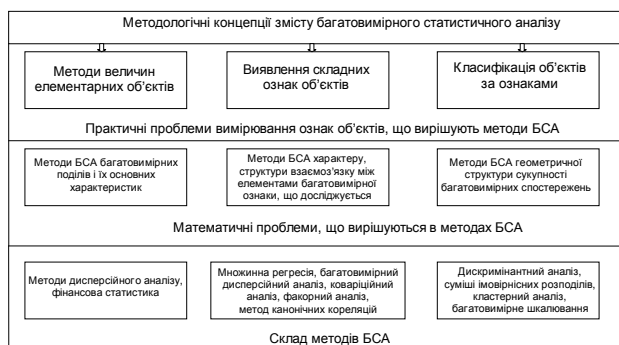 Методологічні концепції змісту багатовимірного статистичного аналізу
Методи величин
елементарних об’єктів
Виявлення складних
ознак об’єктів
Класифікація об’єктів
за ознаками
Практичні проблеми вимірювання ознак об’єктів, що вирішують методи БСА
Методи БСА багатовимірних
поділів і їх основних
характеристик
Методи БСА характеру,
структури взаємоз’язку між
елементами багатовимірної
ознаки, що досліджується
Методи БСА геометричної
структури сукупності
багатовимірних спостережень
Математичні проблеми, що вирішуються в методах БСА
Методи дисперсійного аналізу,
фінансова статистика
Множинна регресія, багатовимірний
дисперсійний аналіз, коваріційний
аналіз, факорний аналіз,
метод канонічних кореляцій
Дискримінантний аналіз,
суміші імовірнісних розподілів,
кластерний аналіз,
багатовимірне шкалювання
Склад методів БСА